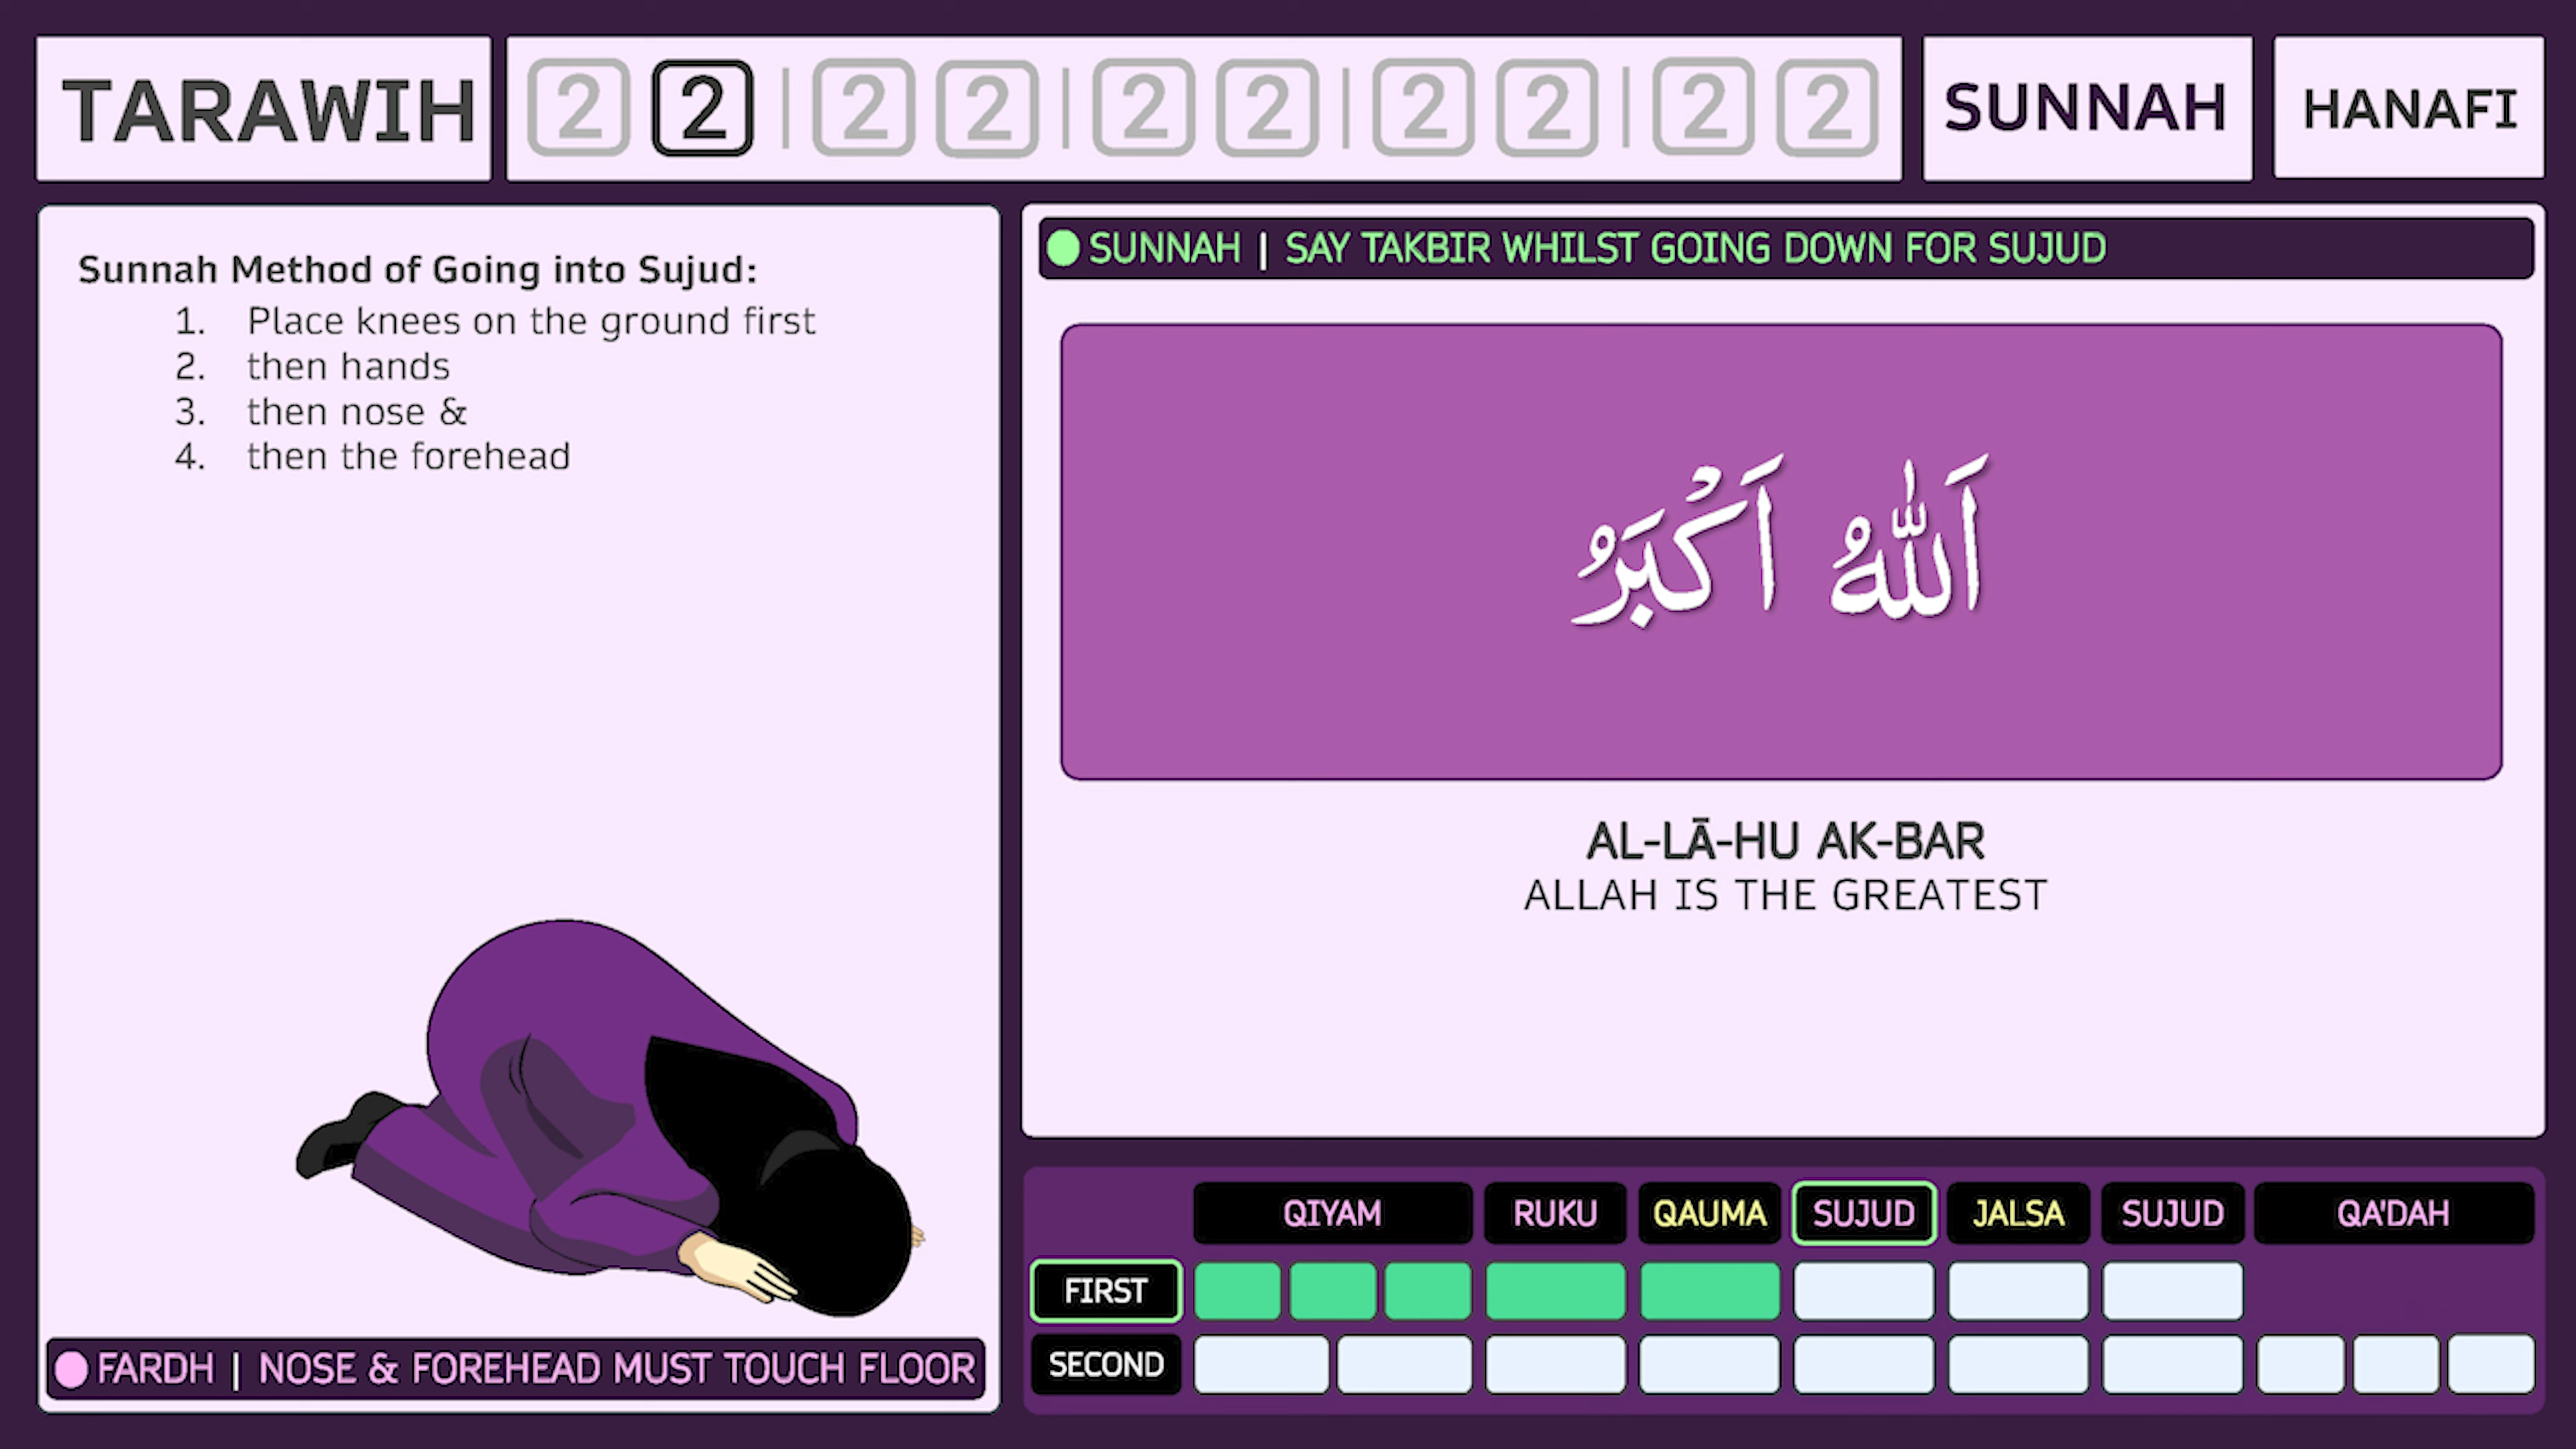 TARAWIH
2 2 | 2 2 | 2 2 | 2 2 | 2 2
SUNNAH
HANAFI
Sunnah Method of Going into Sujud:
1. Place knees on the ground first
2. then hands
3. then nose &
4. then the forehead
FARDH | NOSE & FOREHEAD MUST TOUCH FLOOR
SUNNAH | SAY TAKBIR WHILST GOING DOWN FOR SUJUD
اَللّٰهُ اَكْبَرُ
AL-LĀ-HU AK-BAR
ALLAH IS THE GREATEST
QIYAM RUKU QAUMA SUJUD JALSA SUJUD QA'DAH
FIRST
SECOND